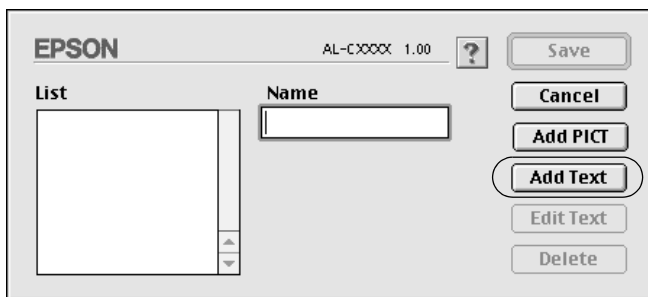 EPSON AL-CXXXX 1.00 ? Save
List Name Cancel
Add PICT
Add Text
Edit Text
Delete